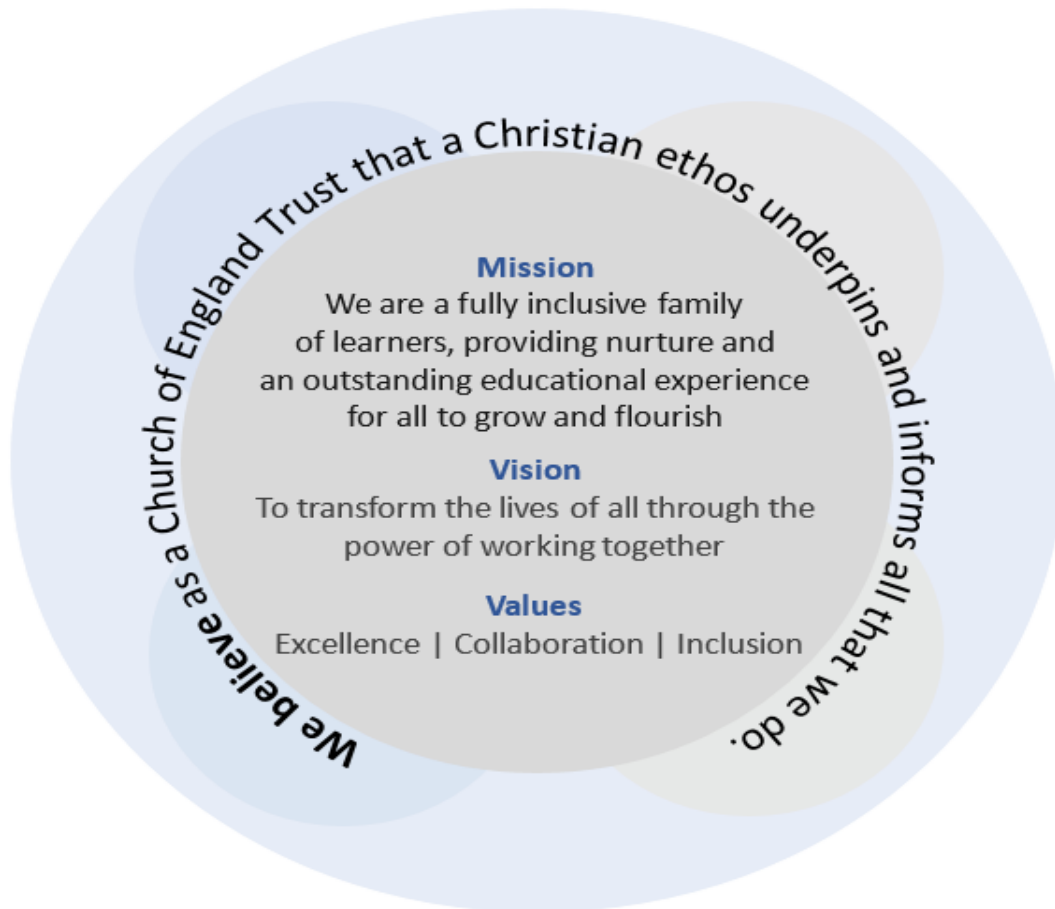 We believe as a Church of England Trust that a Christian ethos underpins and informs all that we do.
Mission
We are a fully inclusive family
of learners, providing nurture and
an outstanding educational experience
for all to grow and flourish
Vision
To transform the lives of all through the
power of working together
Values
Excellence | Collaboration | Inclusion